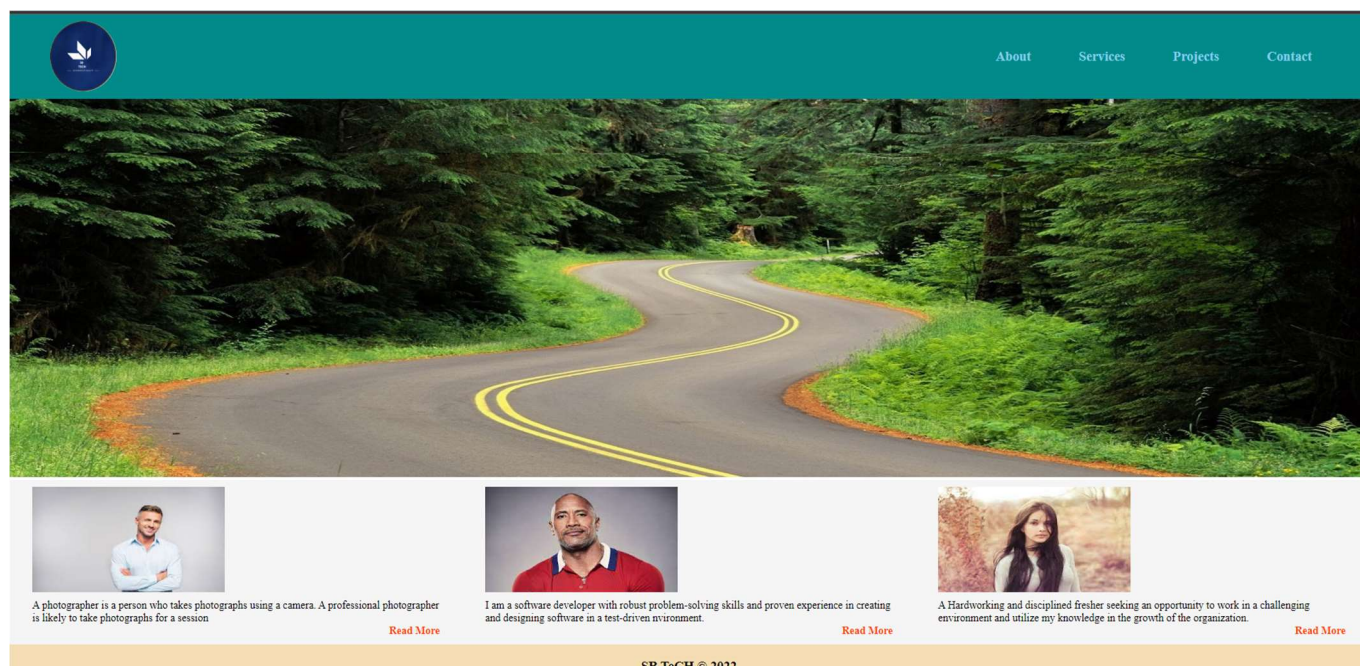 About Services Projects Contact
A photographer is a person who takes photographs using a camera. A professional photographer
is likely to take photographs for a session
Read More
I am a software developer with robust problem-solving skills and proven experience in creating
and designing software in a test-driven nvironment.
Read More
A Hardworking and disciplined fresher seeking an opportunity to work in a challenging
environment and utilize my knowledge in the growth of the organization.
Read More
SB TeCH © 2022